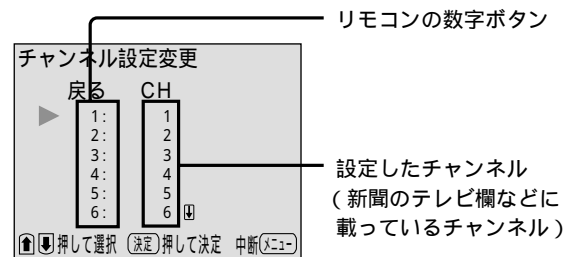 リモコンの数字ボタン
チャンネル設定変更
戻る CH
1: 1
2: 2
3: 3
4: 4
5: 5
6: 6
設定したチャンネル
(新聞のテレビ欄などに
載っているチャンネル)
押して選択 決定 押して決定 中断 メニュー